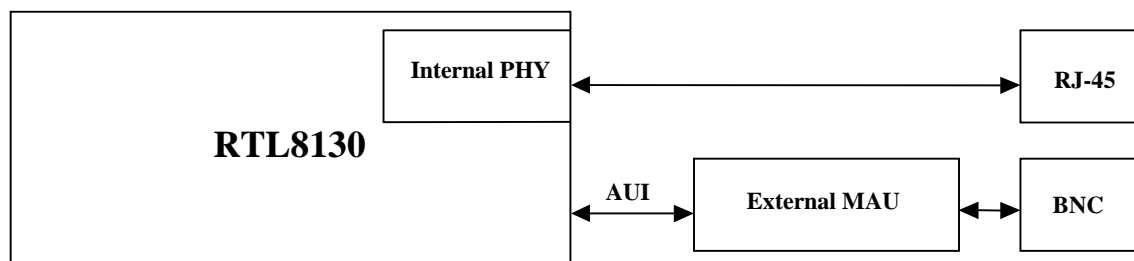 Internal PHY
RJ-45
RTL8130
AUI
External MAU
BNC